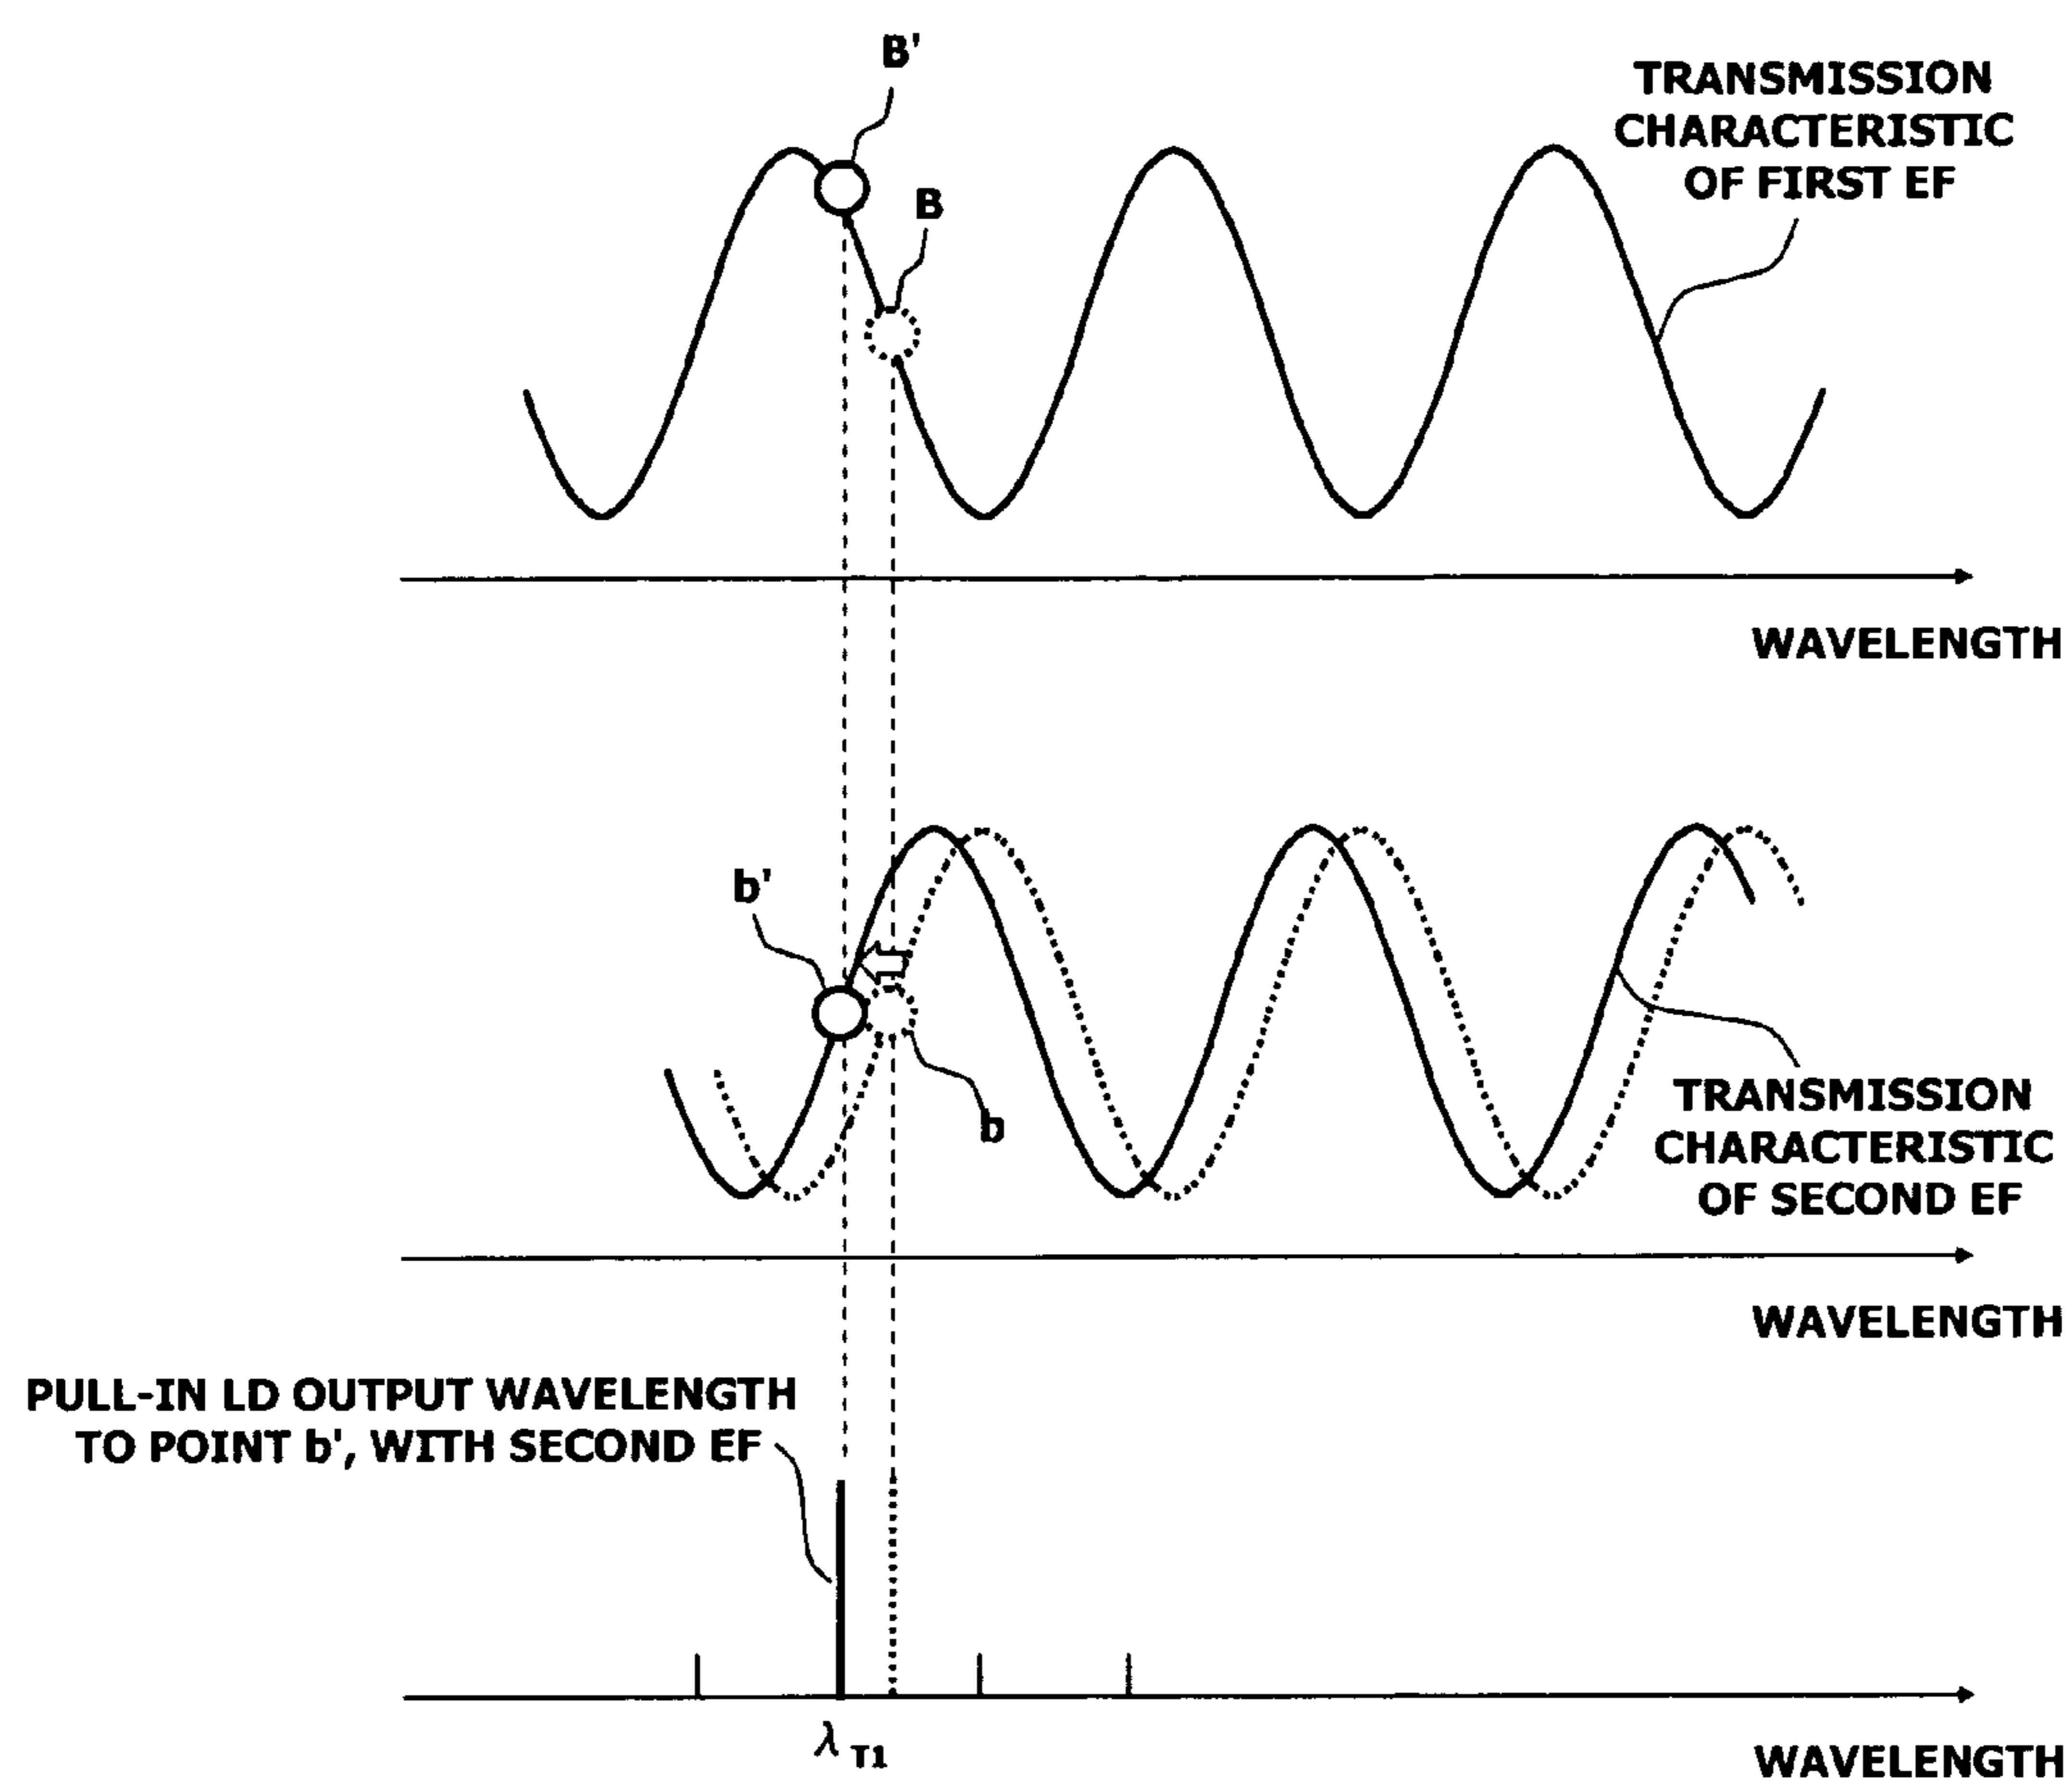 B'
TRANSMISSION
CHARACTERISTIC
OF FIRST EF
B
WAVELENGTH
b'
b
TRANSMISSION
CHARACTERISTIC
OF SECOND EF
WAVELENGTH
PULL-IN LD OUTPUT WAVELENGTH
TO POINT b', WITH SECOND EF
λT1
WAVELENGTH